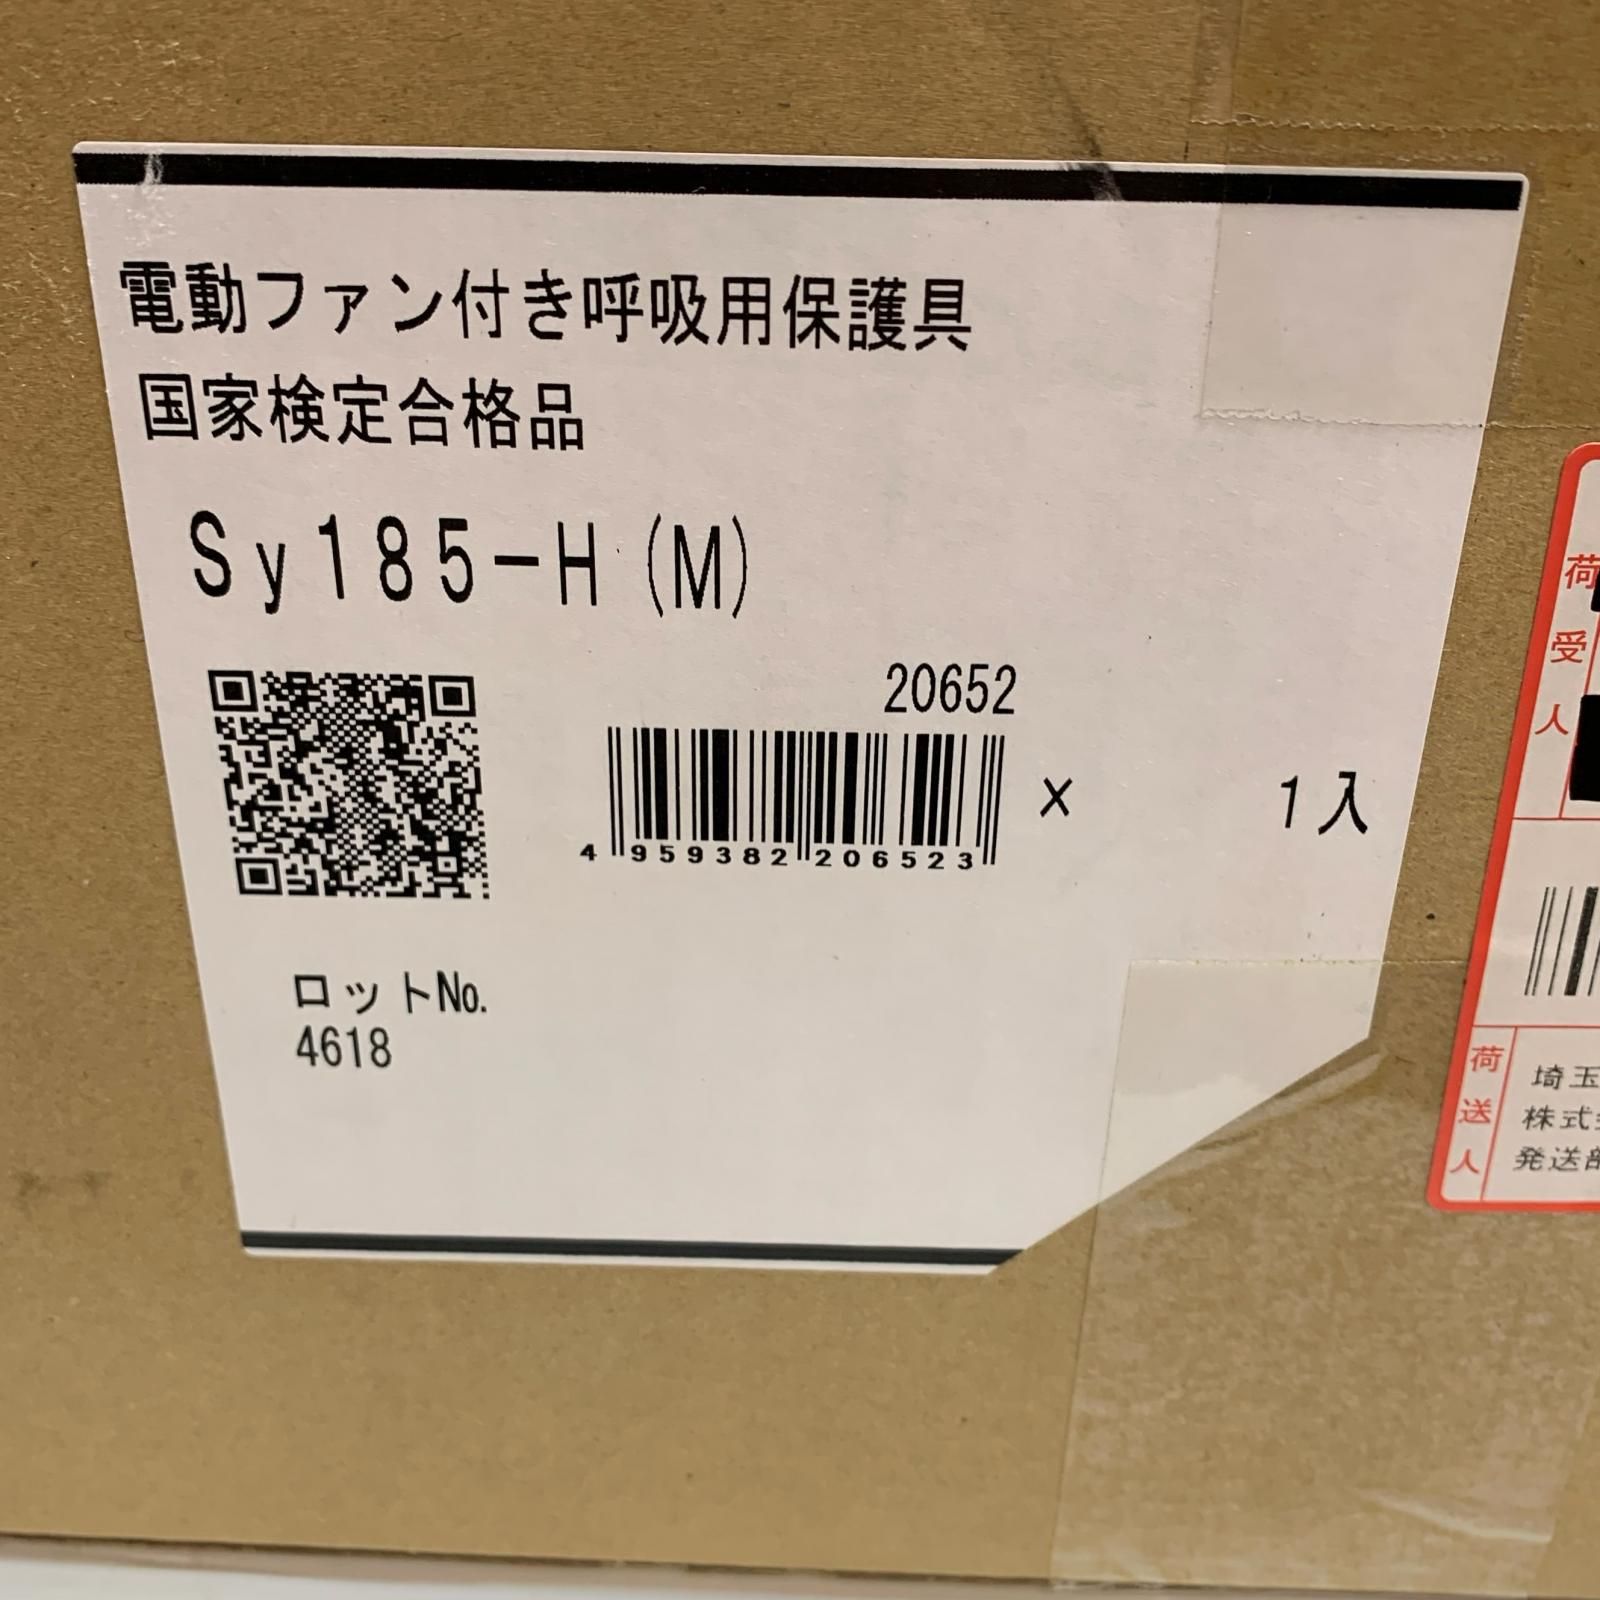 電動ファン付き呼吸用保護具
国家検定合格品
Sy185-H(M)
20652
4 959382 206523
×
1入
ロットNo.
4618
荷受人
荷送人
埼玉
株式
発送